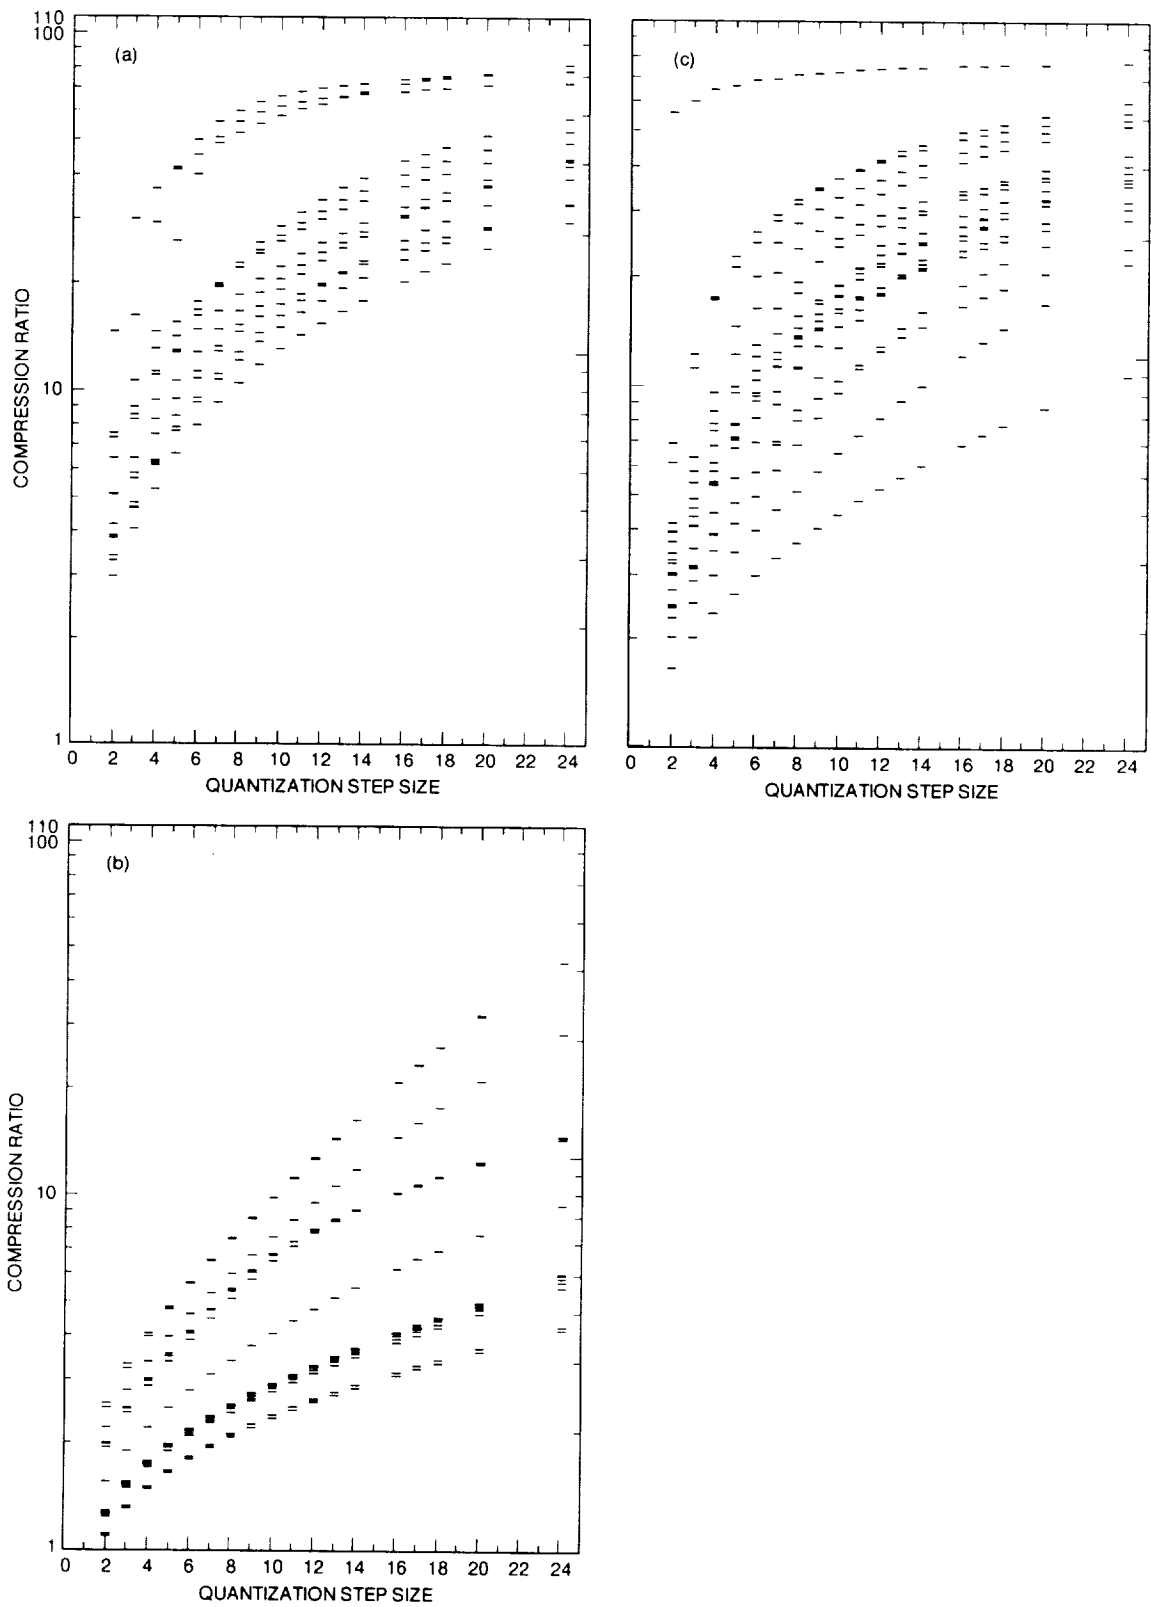 110
100
(a)
10
1
COMPRESSION RATIO
0 2 4 6 8 10 12 14 16 18 20 22 24
QUANTIZATION STEP SIZE
(c)
0 2 4 6 8 10 12 14 16 18 20 22 24
QUANTIZATION STEP SIZE
110
100
(b)
10
1
COMPRESSION RATIO
0 2 4 6 8 10 12 14 16 18 20 22 24
QUANTIZATION STEP SIZE